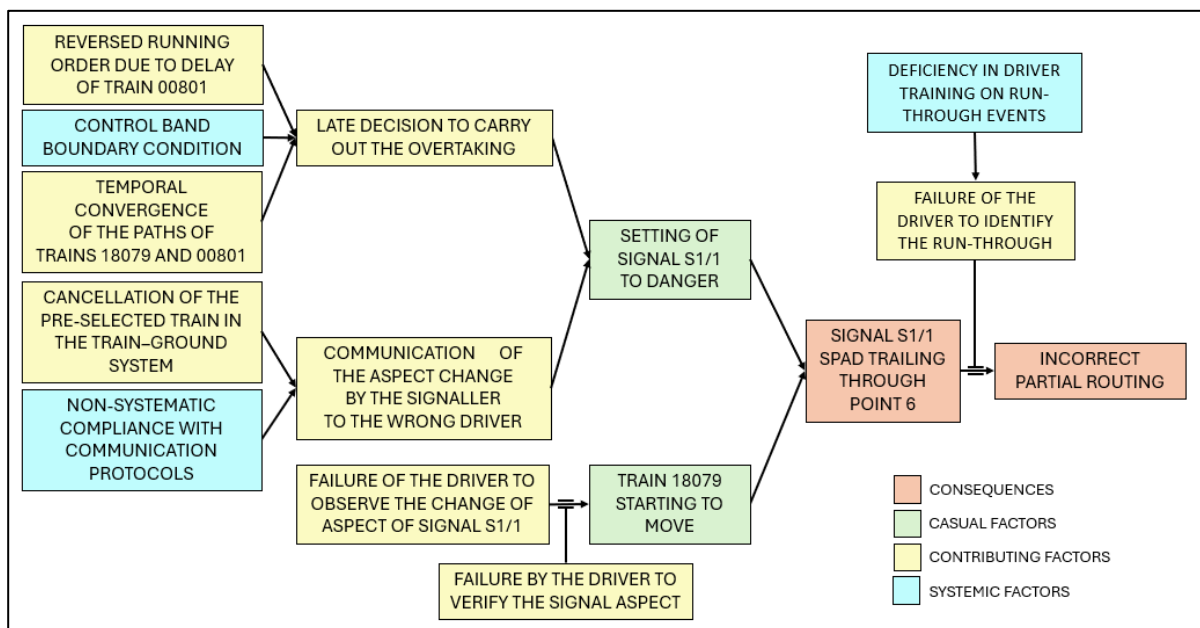 REVERSED RUNNING
ORDER DUE TO DELAY
OF TRAIN 00801
CONTROL BAND
BOUNDARY CONDITION
TEMPORAL
CONVERGENCE
OF THE PATHS OF
TRAINS 18079 AND 00801
CANCELLATION OF THE
PRE-SELECTED TRAIN IN
THE TRAIN–GROUND
SYSTEM
NON-SYSTEMATIC
COMPLIANCE WITH
COMMUNICATION
PROTOCOLS
LATE DECISION TO CARRY
OUT THE OVERTAKING
COMMUNICATION OF
THE ASPECT CHANGE
BY THE SIGNALLER
TO THE WRONG DRIVER
FAILURE OF THE DRIVER TO
OBSERVE THE CHANGE OF
ASPECT OF SIGNAL S1/1
FAILURE BY THE DRIVER TO
VERIFY THE SIGNAL ASPECT
SETTING OF
SIGNAL S1/1
TO DANGER
TRAIN 18079
STARTING TO
MOVE
DEFICIENCY IN DRIVER
TRAINING ON RUN-
THROUGH EVENTS
FAILURE OF THE
DRIVER TO IDENTIFY
THE RUN-THROUGH
SIGNAL S1/1
SPAD TRAILING
THROUGH
POINT 6
INCORRECT
PARTIAL ROUTING
CONSEQUENCES
CASUAL FACTORS
CONTRIBUTING FACTORS
SYSTEMIC FACTORS